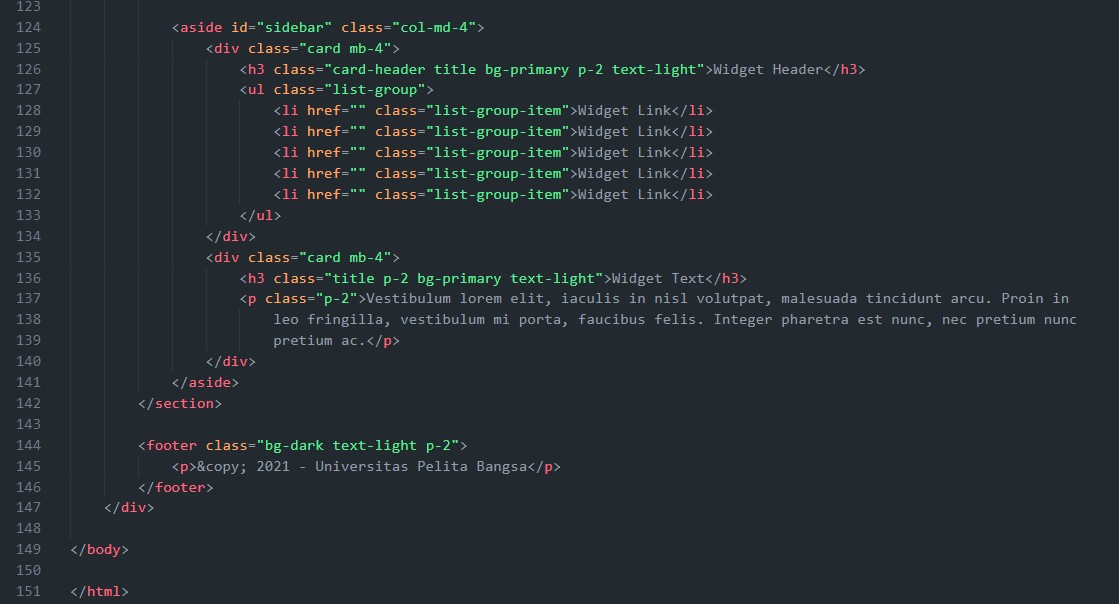 123
124 <aside id="sidebar" class="col-md-4">
125 <div class="card mb-4">
126 <h3 class="card-header title bg-primary p-2 text-light">Widget Header</h3>
127 <ul class="list-group">
128 <li href="" class="list-group-item">Widget Link</li>
129 <li href="" class="list-group-item">Widget Link</li>
130 <li href="" class="list-group-item">Widget Link</li>
131 <li href="" class="list-group-item">Widget Link</li>
132 <li href="" class="list-group-item">Widget Link</li>
133 </ul>
134 </div>
135 <div class="card mb-4">
136 <h3 class="title p-2 bg-primary text-light">Widget Text</h3>
137 <p class="p-2">Vestibulum lorem elit, iaculis in nisl volutpat, malesuada tincidunt arcu. Proin in
138 leo fringilla, vestibulum mi porta, faucibus felis. Integer pharetra est nunc, nec pretium nunc
139 pretium ac.</p>
140 </div>
141 </aside>
142 </section>
143
144 <footer class="bg-dark text-light p-2">
145 <p>&copy; 2021 - Universitas Pelita Bangsa</p>
146 </footer>
147 </div>
148
149 </body>
150
151 </html>